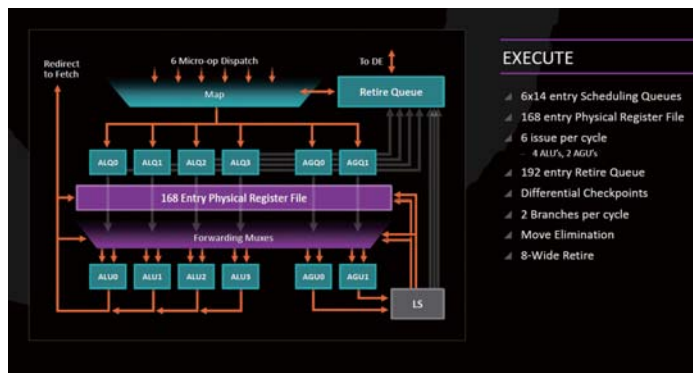 Redirect
to Fetch
6 Micro-op Dispatch
To DE
Map
Retire Queue
ALQ0
ALQ1
ALQ2
ALQ3
AGQ0
AGQ1
168 Entry Physical Register File
Forwarding Muxes
ALU0
ALU1
ALU2
ALU3
AGU0
AGU1
LS
EXECUTE
6x14 entry Scheduling Queues
168 entry Physical Register File
6 issue per cycle
- 4 ALU's, 2 AGU's
192 entry Retire Queue
Differential Checkpoints
2 Branches per cycle
Move Elimination
8-Wide Retire